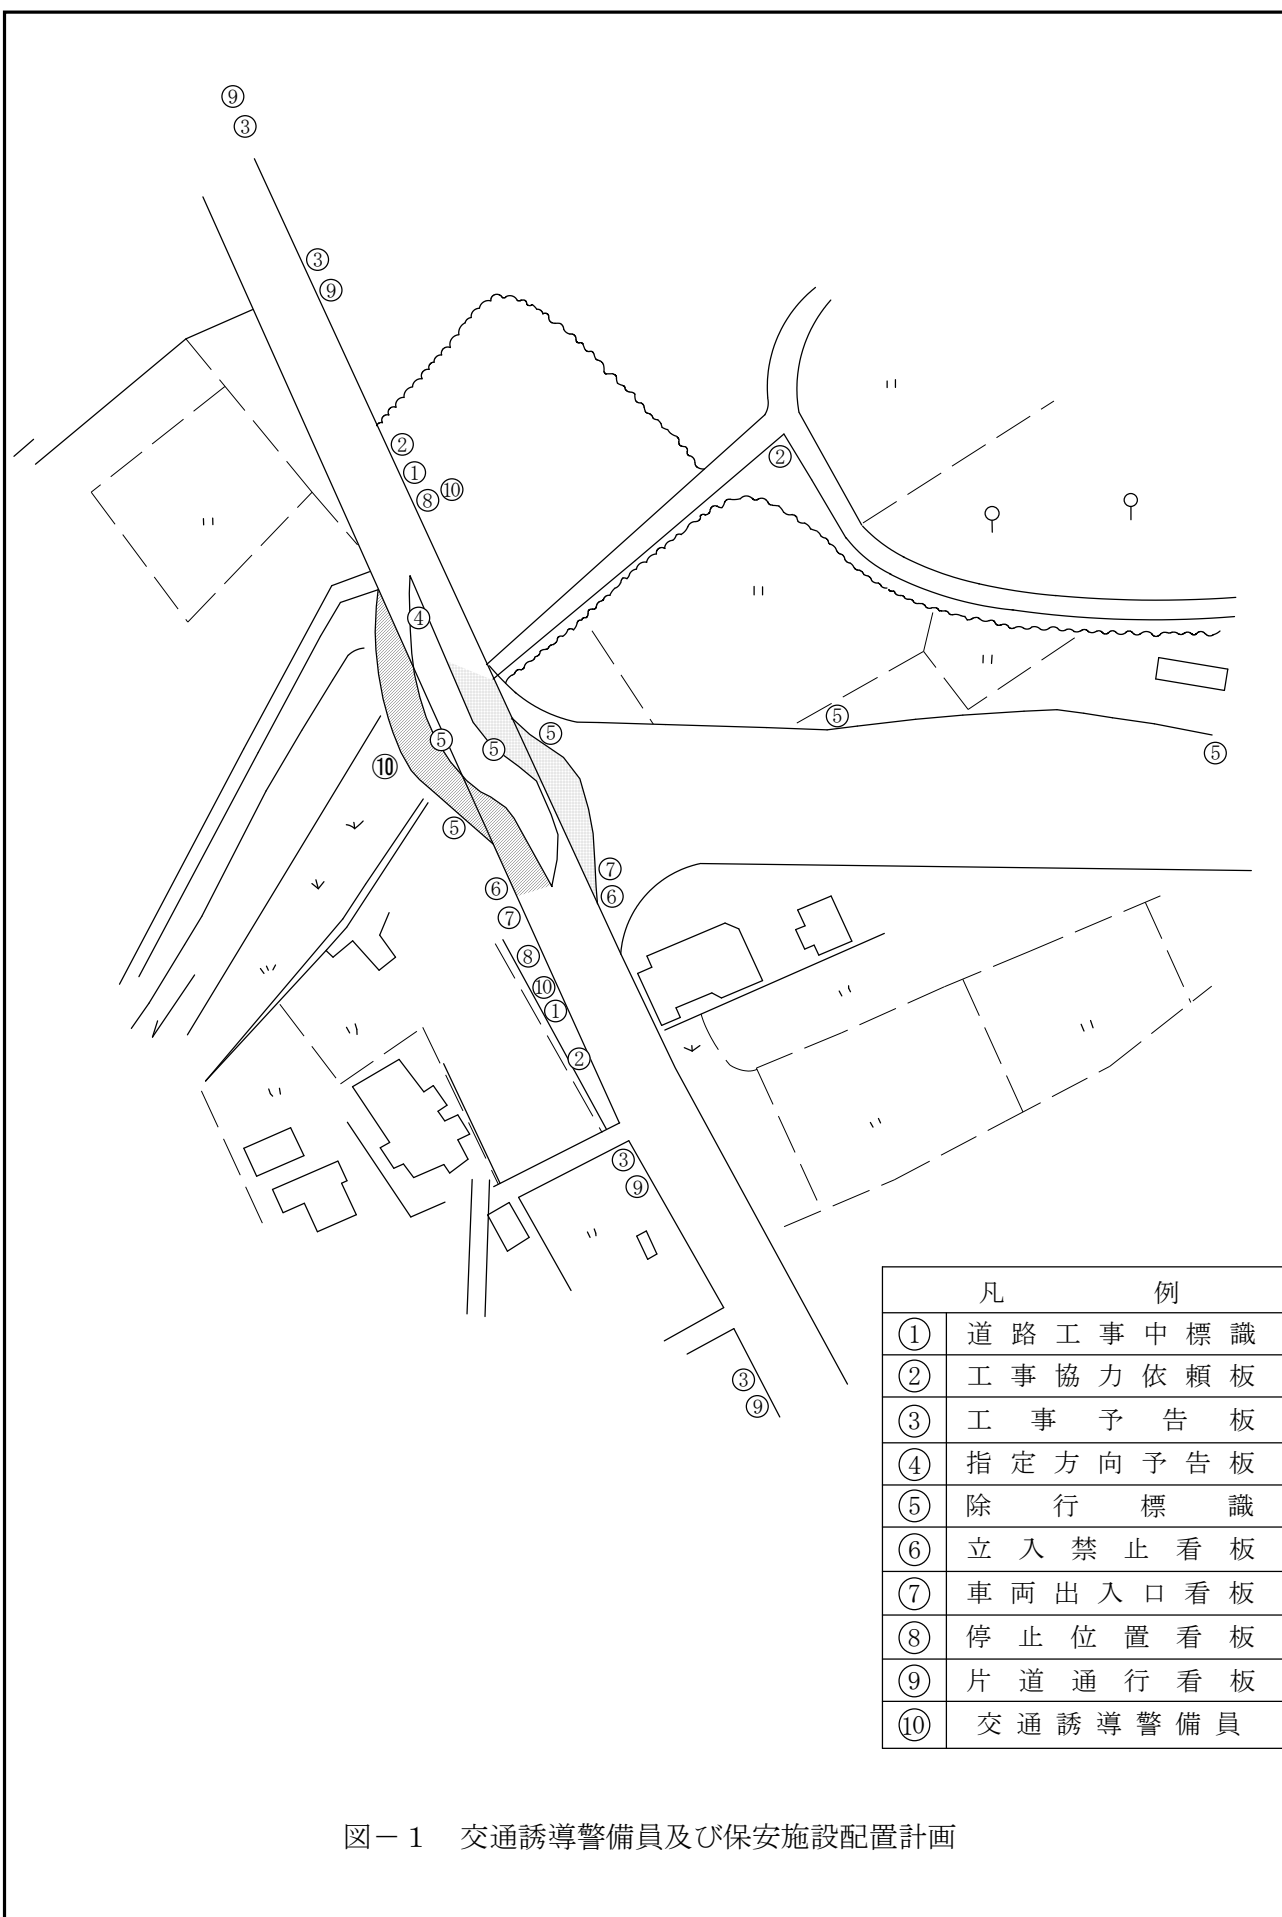 ⑨
③
③
⑨
②
①
⑧ ⑩
②
④
⑤
⑤
⑤
⑤
⑤
⑩
⑤
⑦
⑥
⑥
⑦
⑧
⑩
①
②
③
⑨
③
⑨
凡 例
① 道路工事中標識
② 工事協力依頼板
③ 工事予告板
④ 指定方向予告板
⑤ 除行標識
⑥ 立入禁止看板
⑦ 車両出入口看板
⑧ 停止位置看板
⑨ 片道通行看板
⑩ 交通誘導警備員
図－１ 交通誘導警備員及び保安施設配置計画